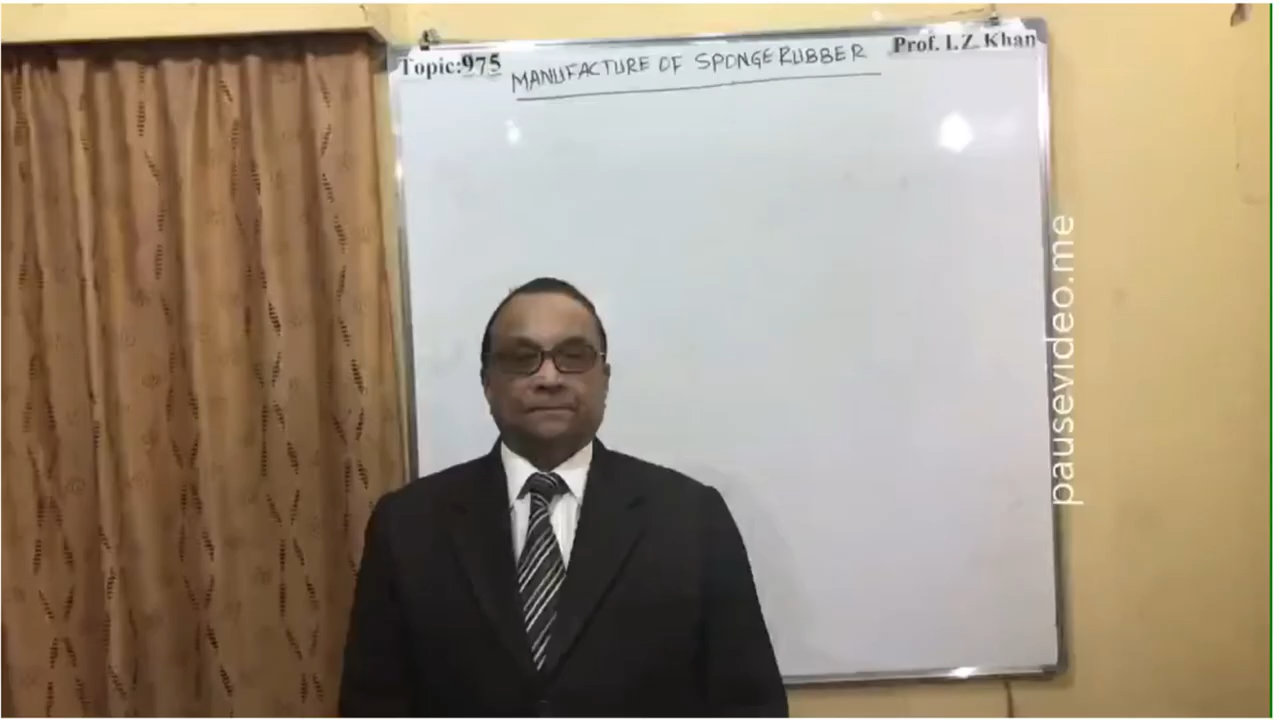 Topic:975
MANUFACTURE OF SPONGE RUBBER
Prof. I.Z. Khan
pausevideo.me